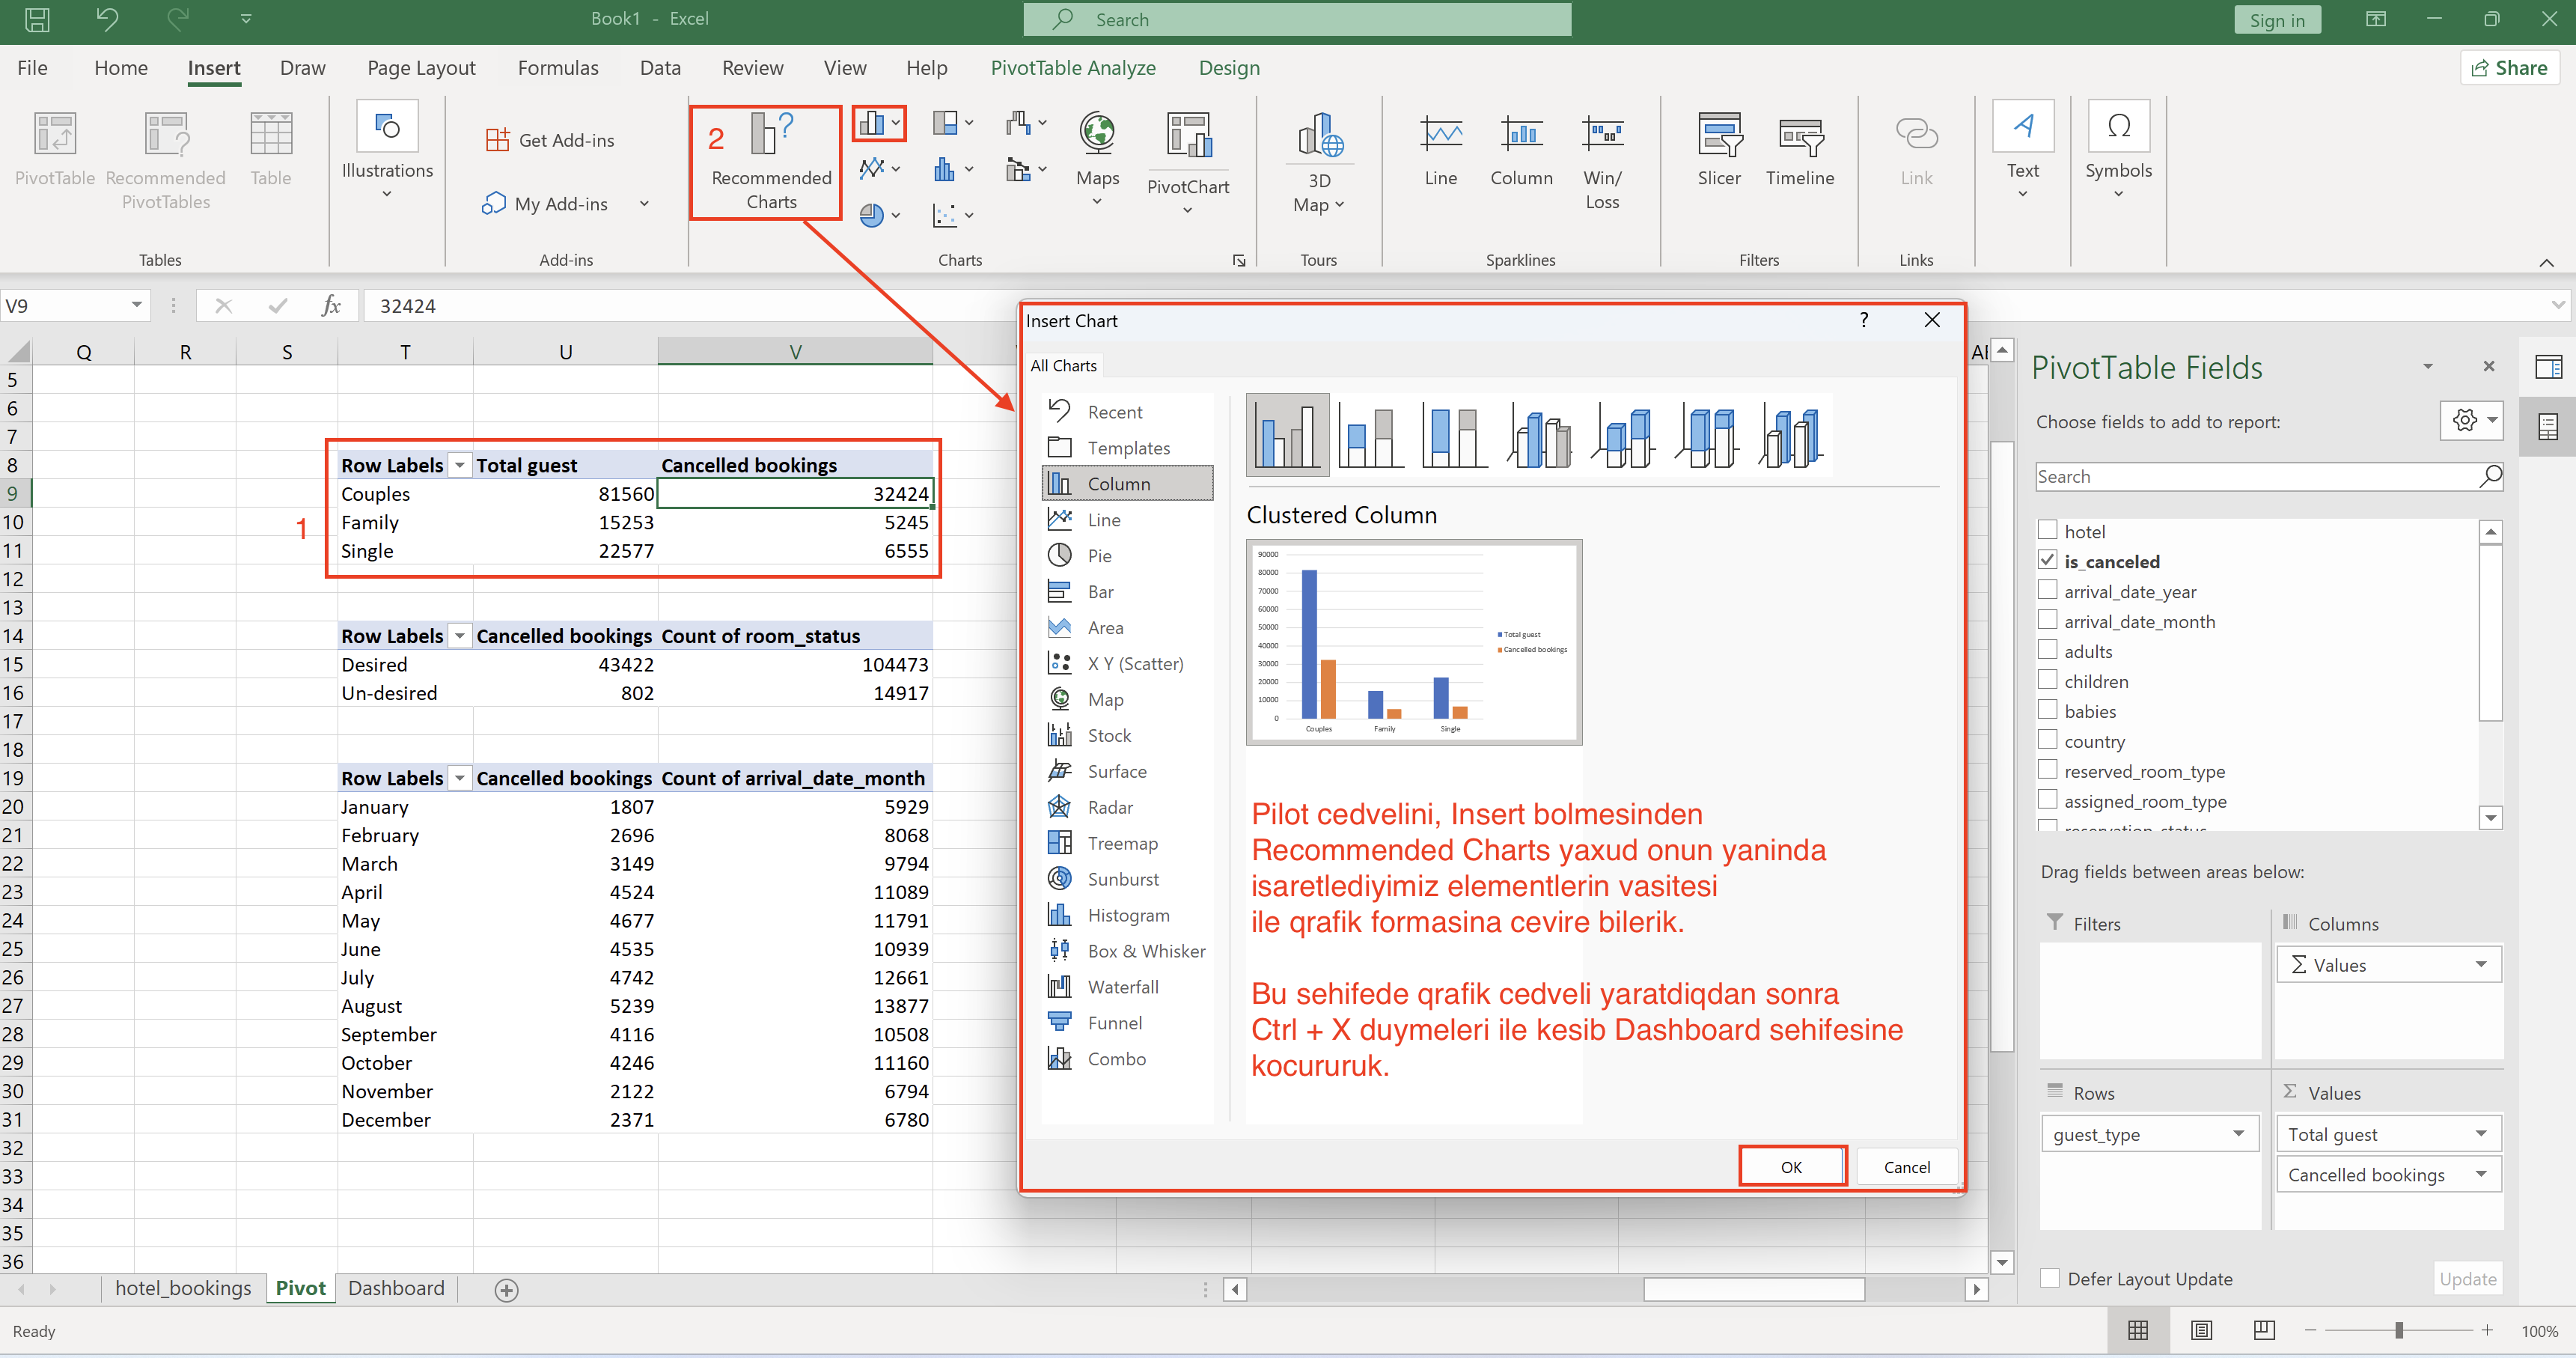 Book1 - Excel
Search
Sign in
File Home Insert Draw Page Layout Formulas Data Review View Help PivotTable Analyze Design
Share
PivotTable
Recommended
PivotTables
Table
Tables
Illustrations
Get Add-ins
My Add-ins
Add-ins
2
Recommended
Charts
Maps
PivotChart
Charts
3D
Map
Tours
Line
Column
Win/
Loss
Sparklines
Slicer
Timeline
Filters
Link
Links
Text
Symbols
V9
fx
32424
Q R S T U V
5
6
7
8 Row Labels Total guest Cancelled bookings
9 Couples 81560 32424
1
10 Family 15253 5245
11 Single 22577 6555
12
13
14 Row Labels Cancelled bookings Count of room_status
15 Desired 43422 104473
16 Un-desired 802 14917
17
18
19 Row Labels Cancelled bookings Count of arrival_date_month
20 January 1807 5929
21 February 2696 8068
22 March 3149 9794
23 April 4524 11089
24 May 4677 11791
25 June 4535 10939
26 July 4742 12661
27 August 5239 13877
28 September 4116 10508
29 October 4246 11160
30 November 2122 6794
31 December 2371 6780
32
33
34
35
36
Insert Chart
?
All Charts
Recent
Templates
Column
Line
Pie
Bar
Area
X Y (Scatter)
Map
Stock
Surface
Radar
Treemap
Sunburst
Histogram
Box & Whisker
Waterfall
Funnel
Combo
Clustered Column
90000
80000
70000
60000
50000
40000
30000
20000
10000
0
Couples Family Single
Total guest
Cancelled bookings
Pilot cedvelini, Insert bolmesinden
Recommended Charts yaxud onun yaninda
isaretlediyimiz elementlerin vasitesi
ile qrafik formasina cevire bilerik.
Bu sehifede qrafik cedveli yaratdiqdan sonra
Ctrl + X duymeleri ile kesib Dashboard sehifesine
kocururuk.
OK
Cancel
PivotTable Fields
Choose fields to add to report:
Search
hotel
is_canceled
arrival_date_year
arrival_date_month
adults
children
babies
country
reserved_room_type
assigned_room_type
Drag fields between areas below:
Filters
Columns
Σ Values
Rows
Σ Values
guest_type
Total guest
Cancelled bookings
Defer Layout Update
Update
hotel_bookings Pivot Dashboard
Ready
100%